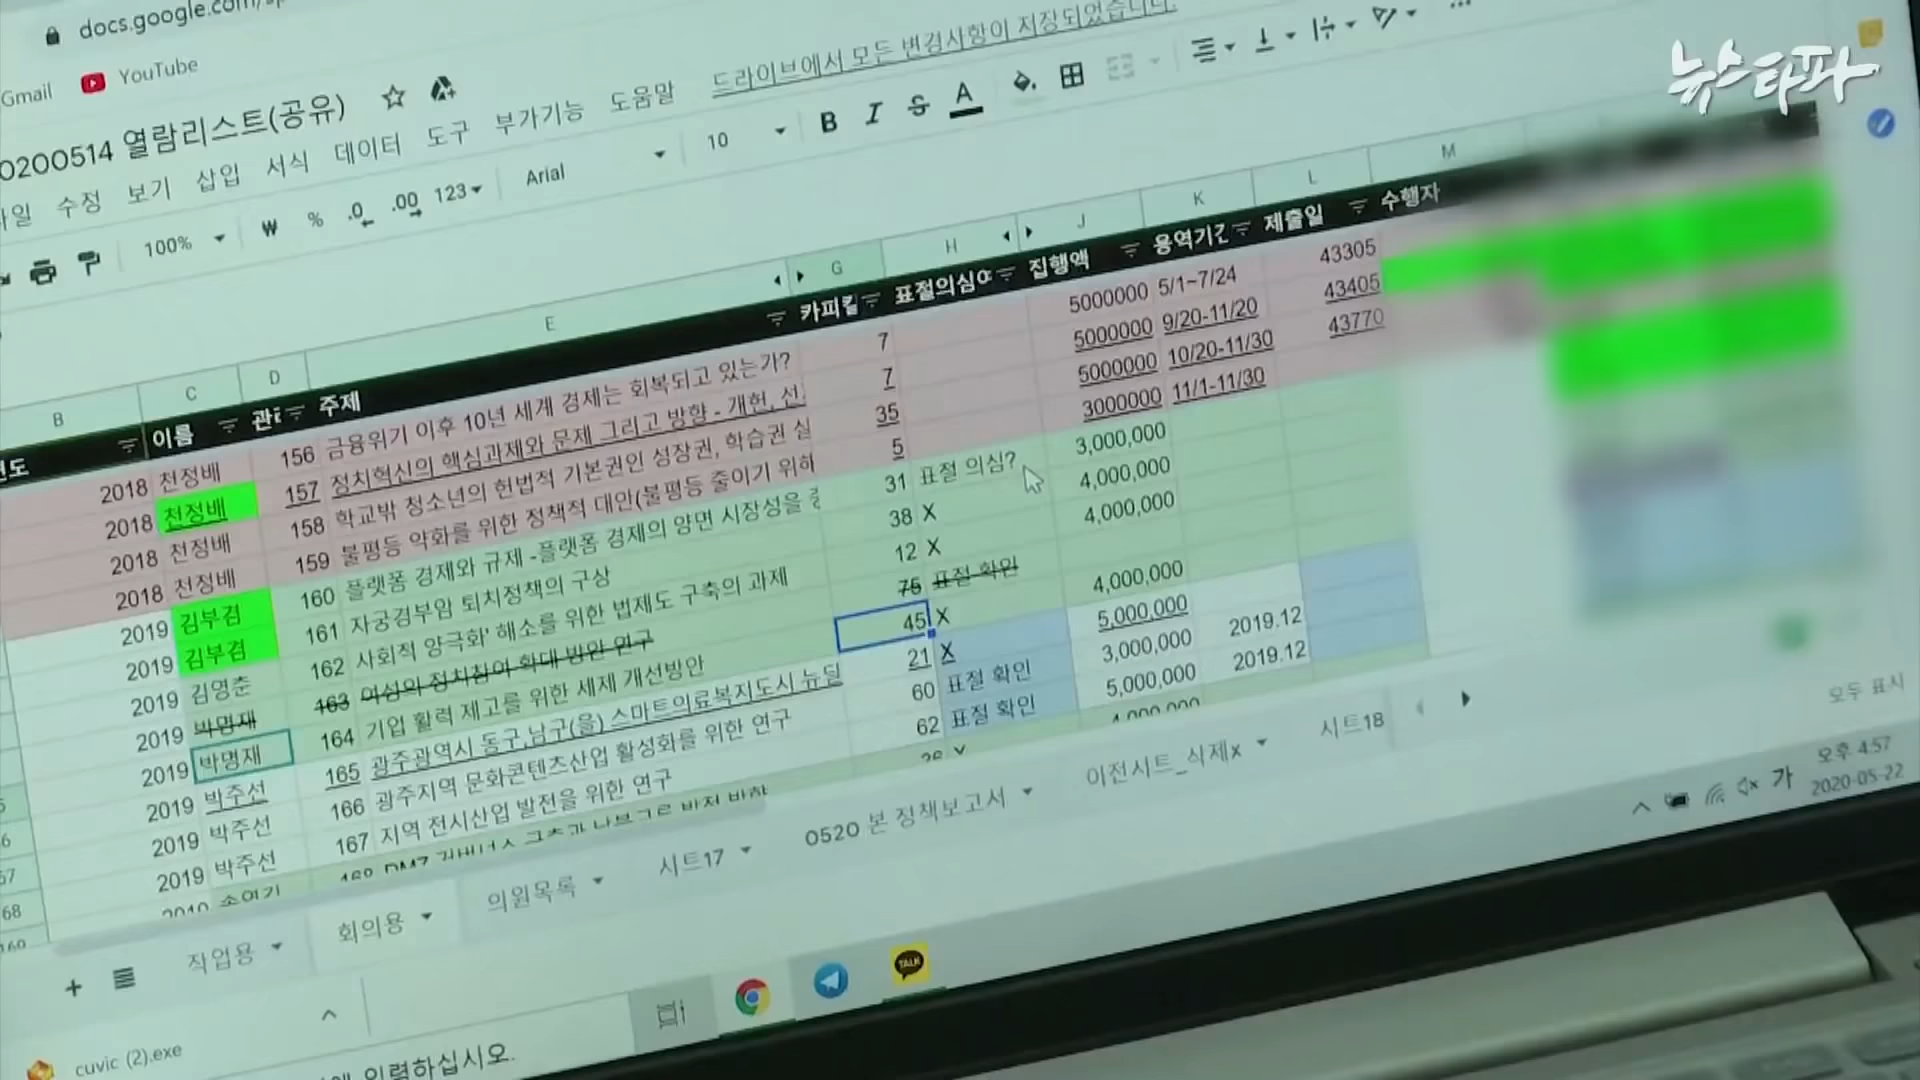 docs.google.com/sp
뉴스타파
Gmail YouTube
0200514 열람리스트(공유)
수정 보기 삽입 서식 데이터 도구 부가기능 도움말 드라이브에서 모든 변경사항이 저장되었습니다.
100% ₩ % .0 .00 123 Arial 10 B I S A
B C D E G H J K L M
이름 주제 카피킬 표절의심여 집행액 용역기간 제출일 수행자
2018 천정배 156 금융위기 이후 10년 세계 경제는 회복되고 있는가? 7 5000000 5/1~7/24 43305
2018 천정배 157 정치혁신의 핵심과제와 문제 그리고 방향 - 개헌, 선 7 5000000 9/20-11/20 43405
2018 천정배 158 학교밖 청소년의 헌법적 기본권인 성장권, 학습권 실 35 5000000 10/20-11/30 43770
2018 천정배 159 불평등 악화를 위한 정책적 대안(불평등 줄이기 위해 5 3000000 11/1-11/30
2019 김부겸 160 플랫폼 경제와 규제 -플랫폼 경제의 양면 시장성을 중 31 표절 의심? 3,000,000
2019 김부겸 161 자궁경부암 퇴치정책의 구상 38 X 4,000,000
2019 김영춘 162 사회적 양극화' 해소를 위한 법제도 구축의 과제 12 X 4,000,000
2019 박명재 163 여성의 정치참여 확대 방안 연구 75 표절 확인
2019 박명재 164 기업 활력 제고를 위한 세제 개선방안 45 X 4,000,000
2019 박주선 165 광주광역시 동구,남구(을) 스마트의료복지도시 뉴딜 21 X 5,000,000
2019 박주선 166 광주지역 문화콘텐츠산업 활성화를 위한 연구 60 표절 확인 3,000,000 2019.12
2019 박주선 167 지역 전시산업 발전을 위한 연구 62 표절 확인 5,000,000 2019.12
68
작업용 회의용 의원목록 시트17 0520 본 정책보고서 이전시트_삭제x 시트18
모두 표시
cuvic (2).exe
입력하십시오.
TALK
가 오후 4:57
2020-05-22